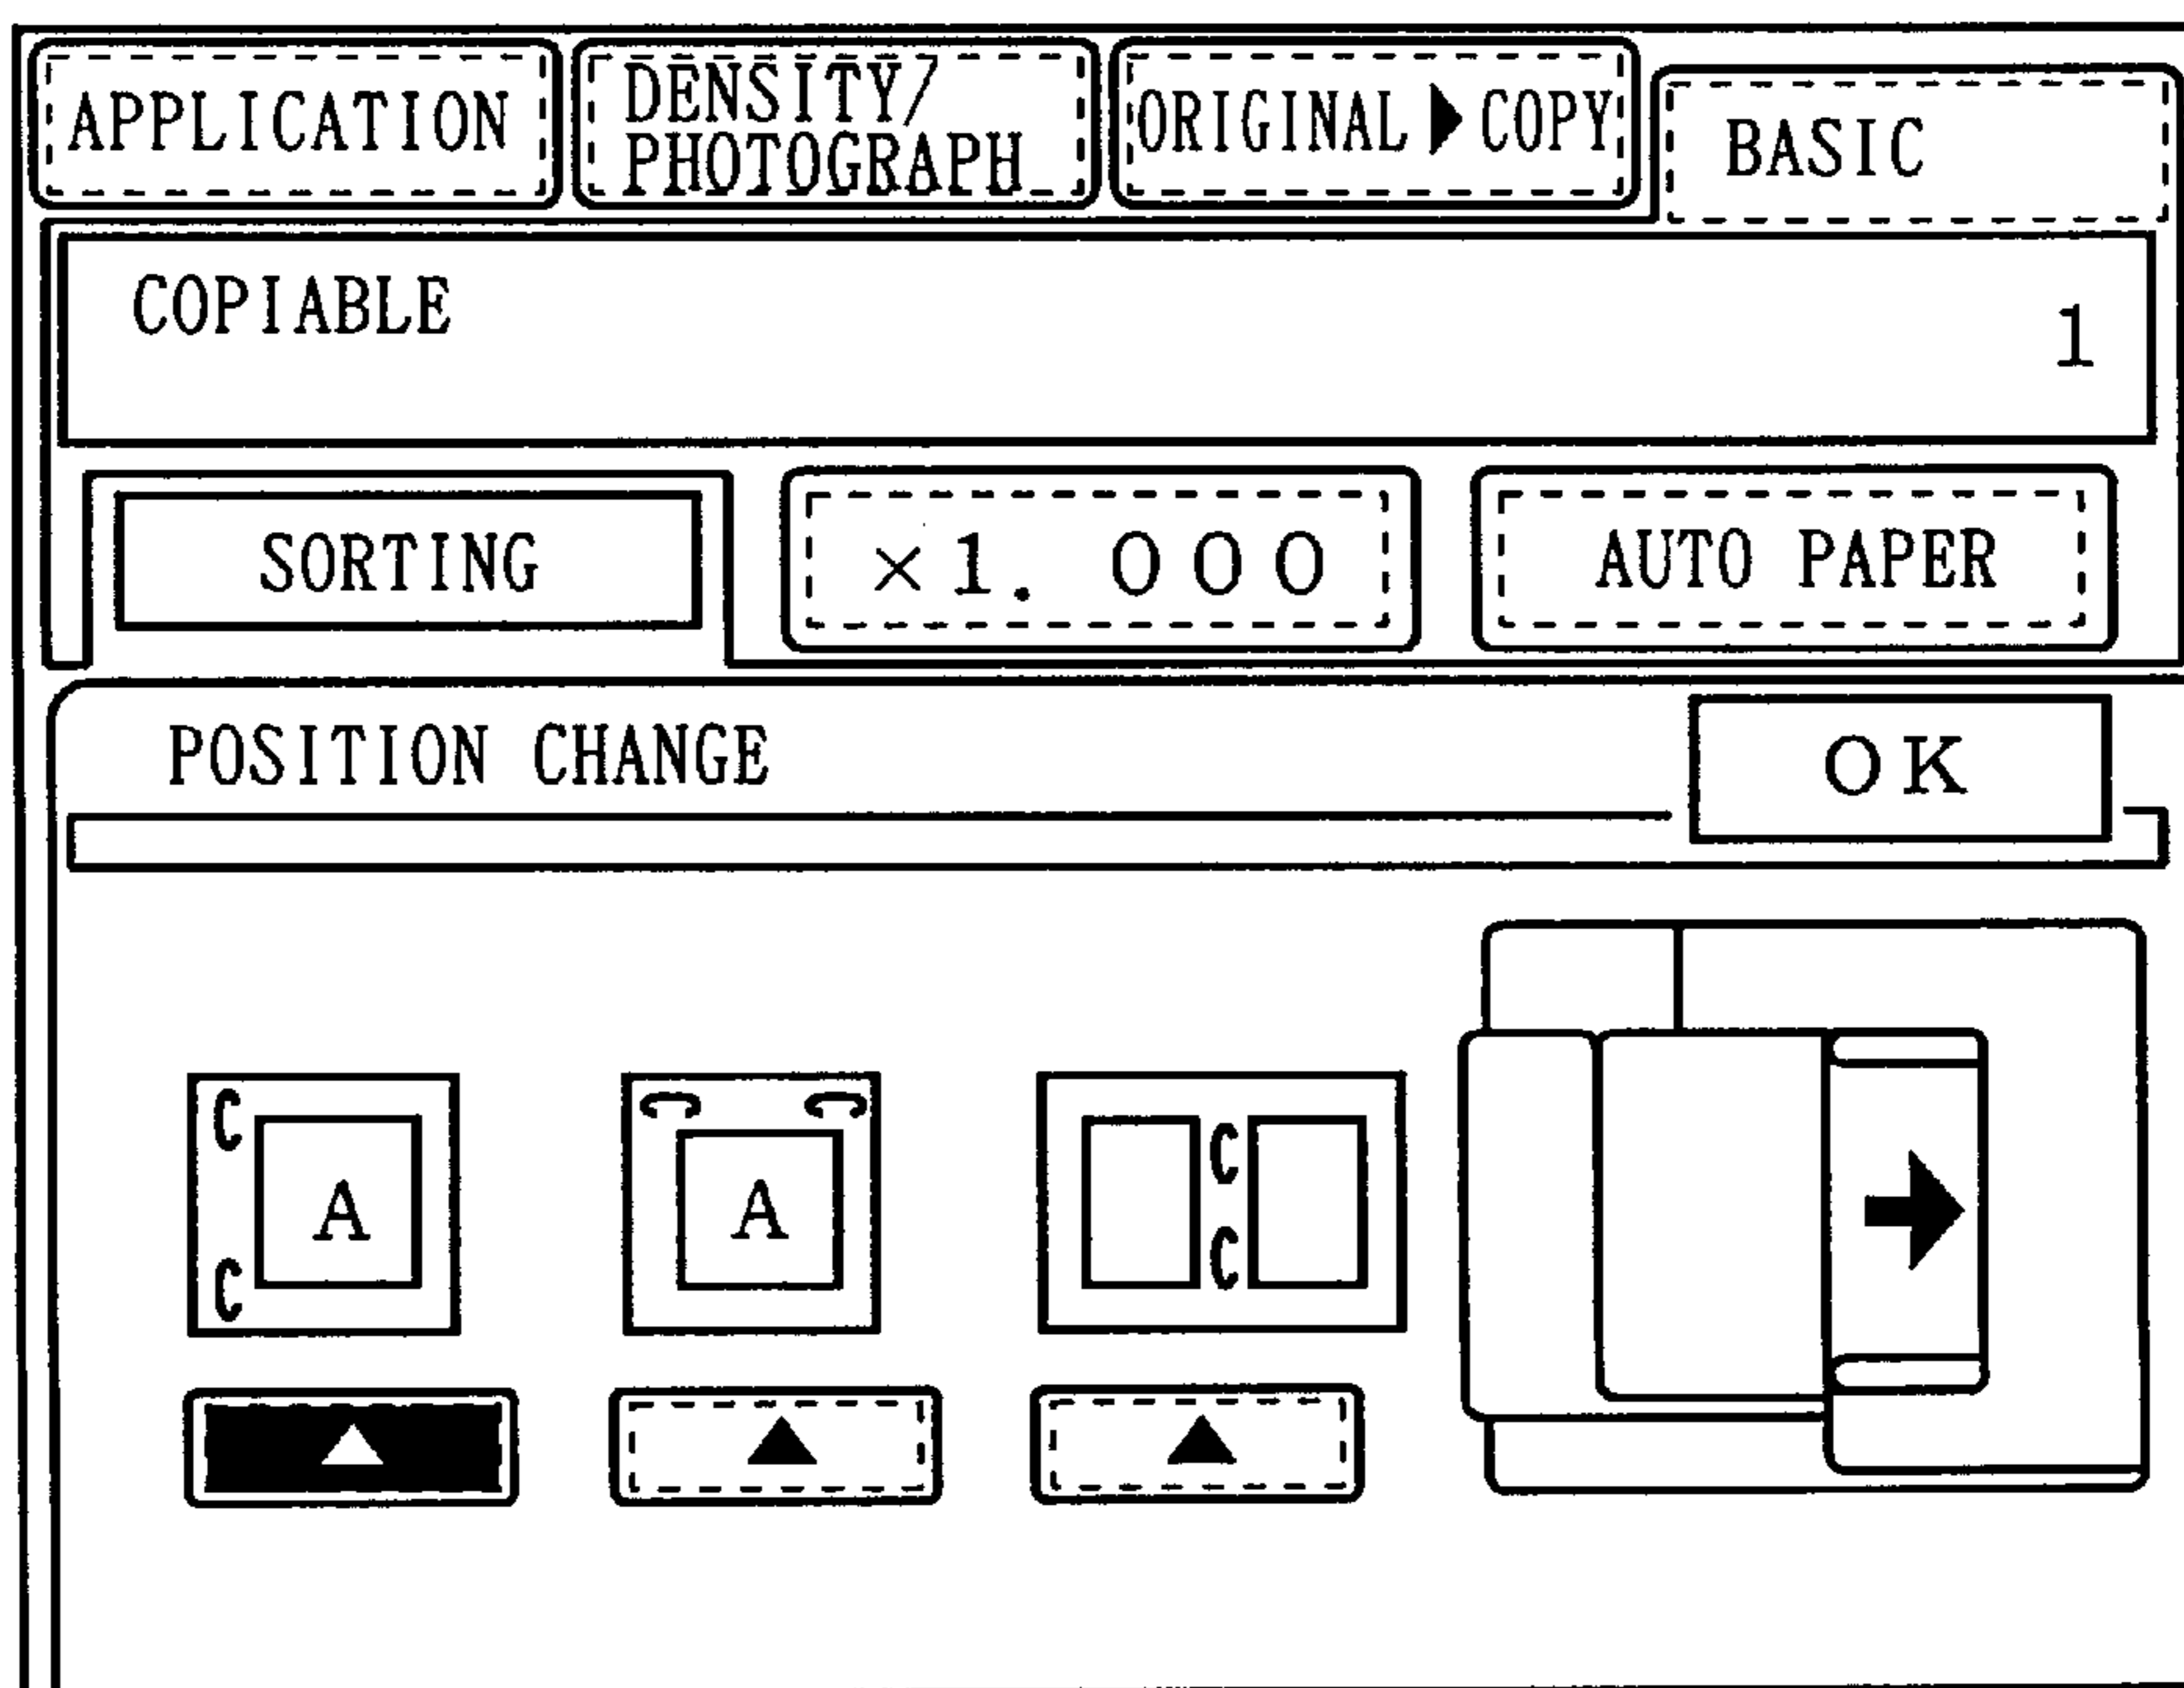 APPLICATION
DENSITY/
PHOTOGRAPH
ORIGINAL▶COPY
BASIC
COPIABLE
1
SORTING
×1.000
AUTO PAPER
POSITION CHANGE
OK
A
A